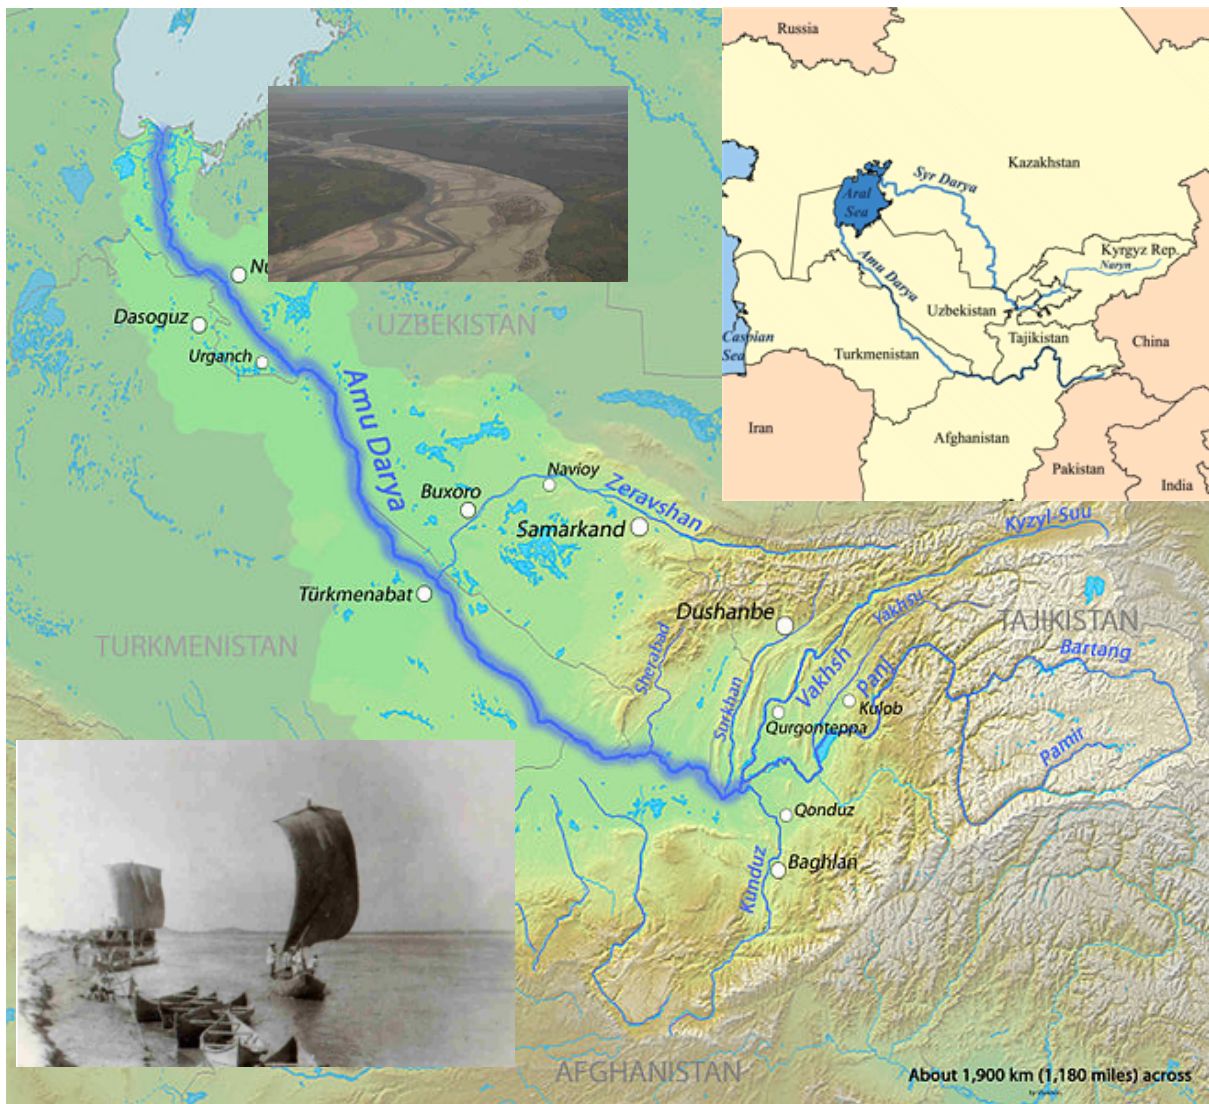 Russia
Kazakhstan
Syr Darya
Aral
Sea
Kyrgyz Rep.
Naryn
Amu Darya
Uzbekistan
Tajikistan
Caspian
Sea
Turkmenistan
China
Iran
Afghanistan
Pakistan
India
Nu
Dasoguz
UZBEKISTAN
Urganch
Amu Darya
Navioy
Buxoro
Zeravshan
Samarkand
Kyzyl-Suu
Türkmenabat
Dushanbe
Yakhsu
TAJIKISTAN
TURKMENISTAN
Sherabad
Bartang
Vakhsh
Panj
Surkhan
Kulob
Qurgonteppa
Pamir
Qonduz
Kunduz
Baghlan
AFGHANISTAN
About 1,900 km (1,180 miles) across